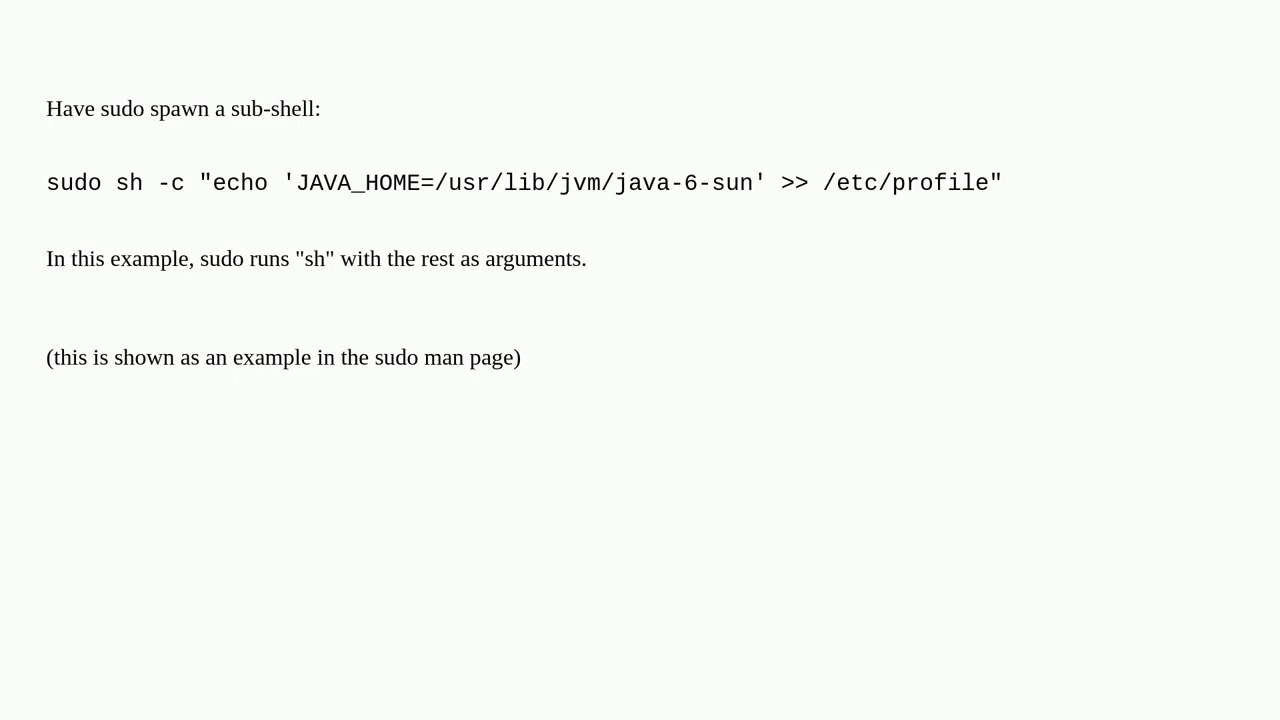 Have sudo spawn a sub-shell:
sudo sh -c "echo 'JAVA_HOME=/usr/lib/jvm/java-6-sun' >> /etc/profile"
In this example, sudo runs "sh" with the rest as arguments.
(this is shown as an example in the sudo man page)